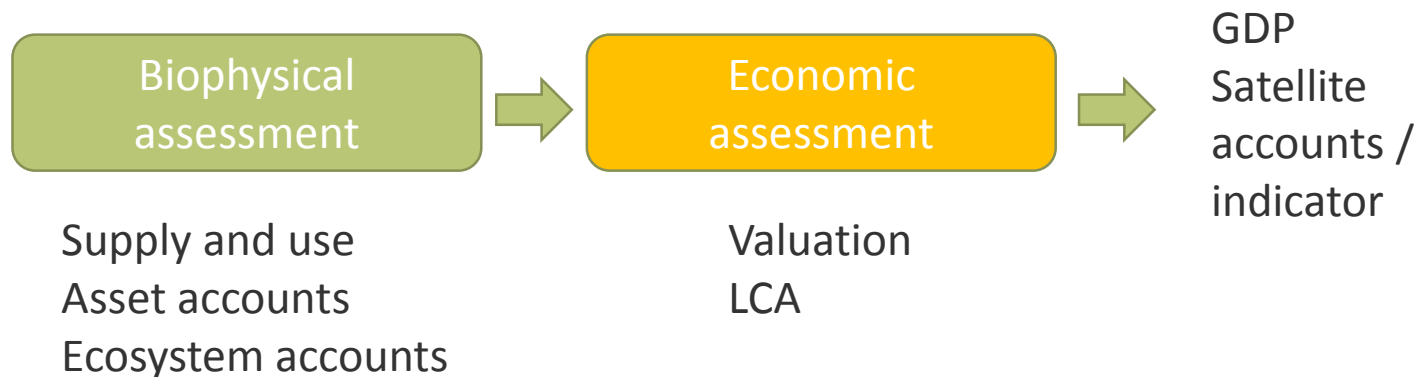 Biophysical
assessment
Economic
assessment
GDP
Satellite
accounts /
indicator
Supply and use
Asset accounts
Ecosystem accounts
Valuation
LCA